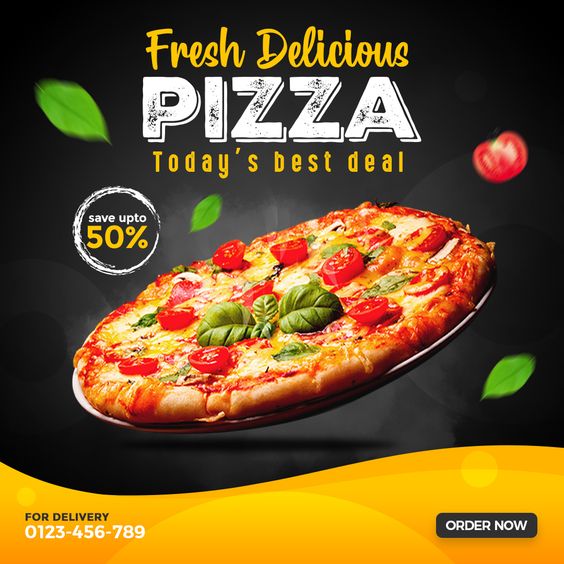 Fresh Delicious
PIZZA
Today's best deal
save upto
50%
FOR DELIVERY
0123-456-789
ORDER NOW